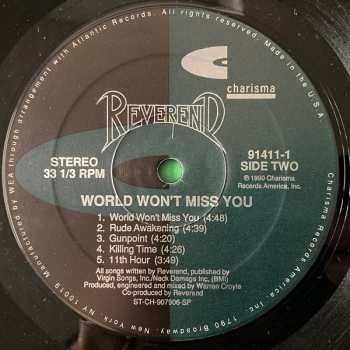 charisma
REVEREND
STEREO
33 1/3 RPM
91411-1
SIDE TWO
℗ 1990 Charisma
Records America, Inc.
WORLD WON'T MISS YOU
1. World Won't Miss You (4:48)
2. Rude Awakening (4:39)
3. Gunpoint (4:20)
4. Killing Time (4:26)
5. 11th Hour (3:49)
All songs written by Reverend, published by
Virgin Songs, Inc./Neck Damage Inc. (BMI)
Produced, engineered and mixed by Warren Croyle
Co-produced by Reverend
ST-CH-907906-SP
Manufactured by WEA through arrangement with Atlantic Records. All rights reserved. Made in the U.S.A.
Charisma Records America, Inc. 1790 Broadway, New York, NY 10019